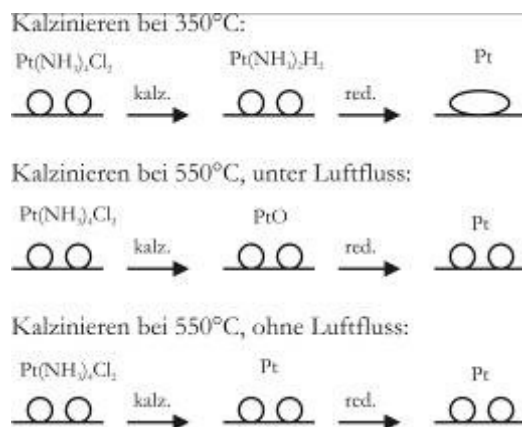 Kalzinieren bei 350°C:
Pt(NH₃)₄Cl₂ Pt(NH₃)₂H₂ Pt
kalz. red.
Kalzinieren bei 550°C, unter Luftfluss:
Pt(NH₃)₄Cl₂ PtO Pt
kalz. red.
Kalzinieren bei 550°C, ohne Luftfluss:
Pt(NH₃)₄Cl₂ Pt Pt
kalz. red.